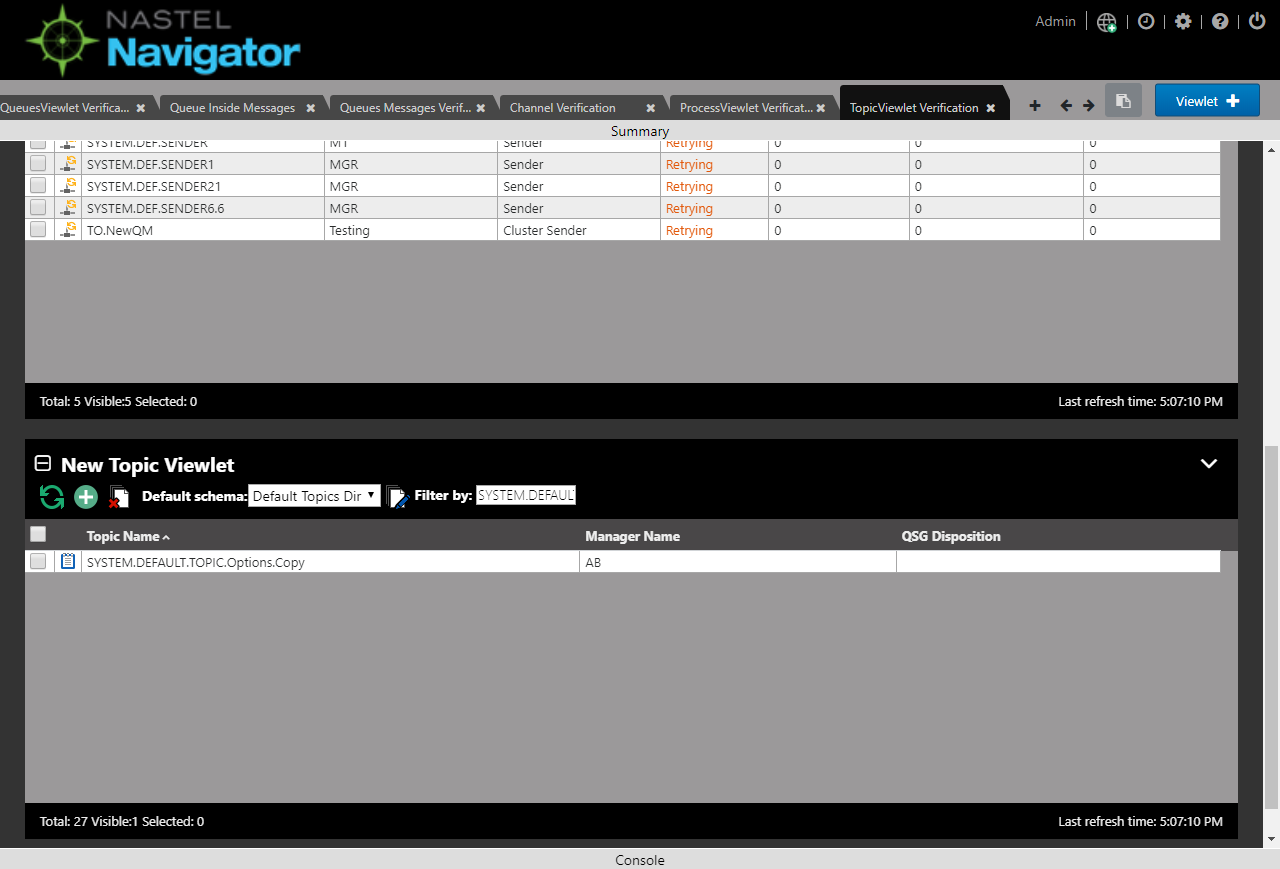 NASTEL
Navigator
Admin
QueuesViewlet Verifica... Queue Inside Messages Queues Messages Verif... Channel Verification ProcessViewlet Verificat... TopicViewlet Verification Viewlet
Summary
SYSTEM.DEF.SENDER MT Sender Retrying 0 0 0
SYSTEM.DEF.SENDER1 MGR Sender Retrying 0 0 0
SYSTEM.DEF.SENDER21 MGR Sender Retrying 0 0 0
SYSTEM.DEF.SENDER6.6 MGR Sender Retrying 0 0 0
TO.NewQM Testing Cluster Sender Retrying 0 0 0
Total: 5 Visible:5 Selected: 0 Last refresh time: 5:07:10 PM
New Topic Viewlet
Default schema: Default Topics Dir Filter by: SYSTEM.DEFAUL
Topic Name Manager Name QSG Disposition
SYSTEM.DEFAULT.TOPIC.Options.Copy AB
Total: 27 Visible:1 Selected: 0 Last refresh time: 5:07:10 PM
Console